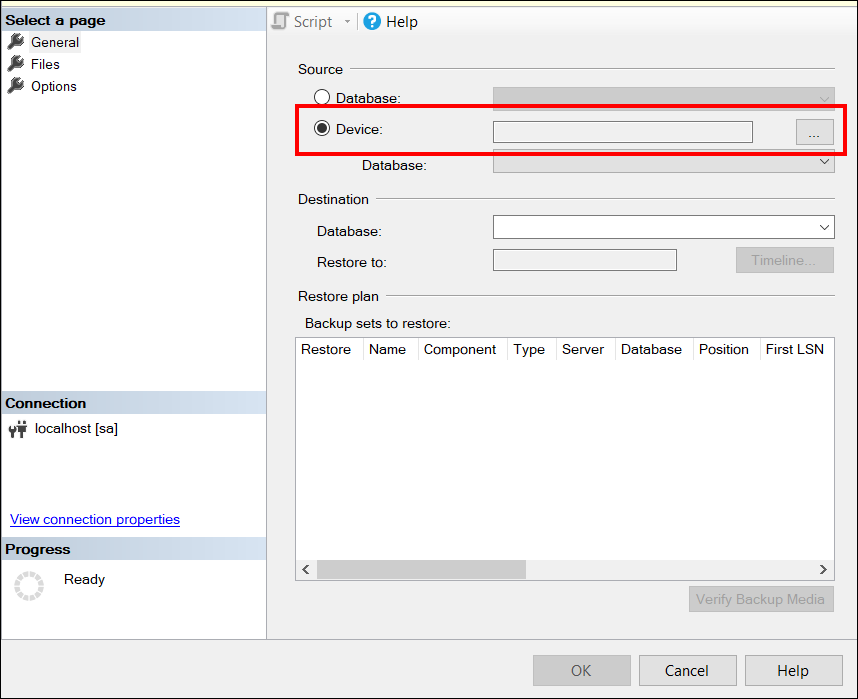 Select a page
General
Files
Options
Connection
localhost [sa]
View connection properties
Progress
Ready
Script
Help
Source
Database:
Device:
...
Database:
Destination
Database:
Restore to:
Timeline...
Restore plan
Backup sets to restore:
Restore Name Component Type Server Database Position First LSN
Verify Backup Media
OK Cancel Help